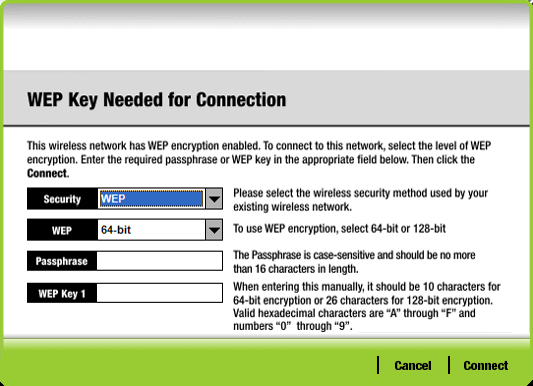 WEP Key Needed for Connection
This wireless network has WEP encryption enabled. To connect to this network, select the level of WEP
encryption. Enter the required passphrase or WEP key in the appropriate field below. Then click the
Connect.
Security WEP
Please select the wireless security method used by your
existing wireless network.
WEP 64-bit
To use WEP encryption, select 64-bit or 128-bit
Passphrase
The Passphrase is case-sensitive and should be no more
than 16 characters in length.
WEP Key 1
When entering this manually, it should be 10 characters for
64-bit encryption or 26 characters for 128-bit encryption.
Valid hexadecimal characters are “A” through “F” and
numbers “0” through “9”.
Cancel Connect